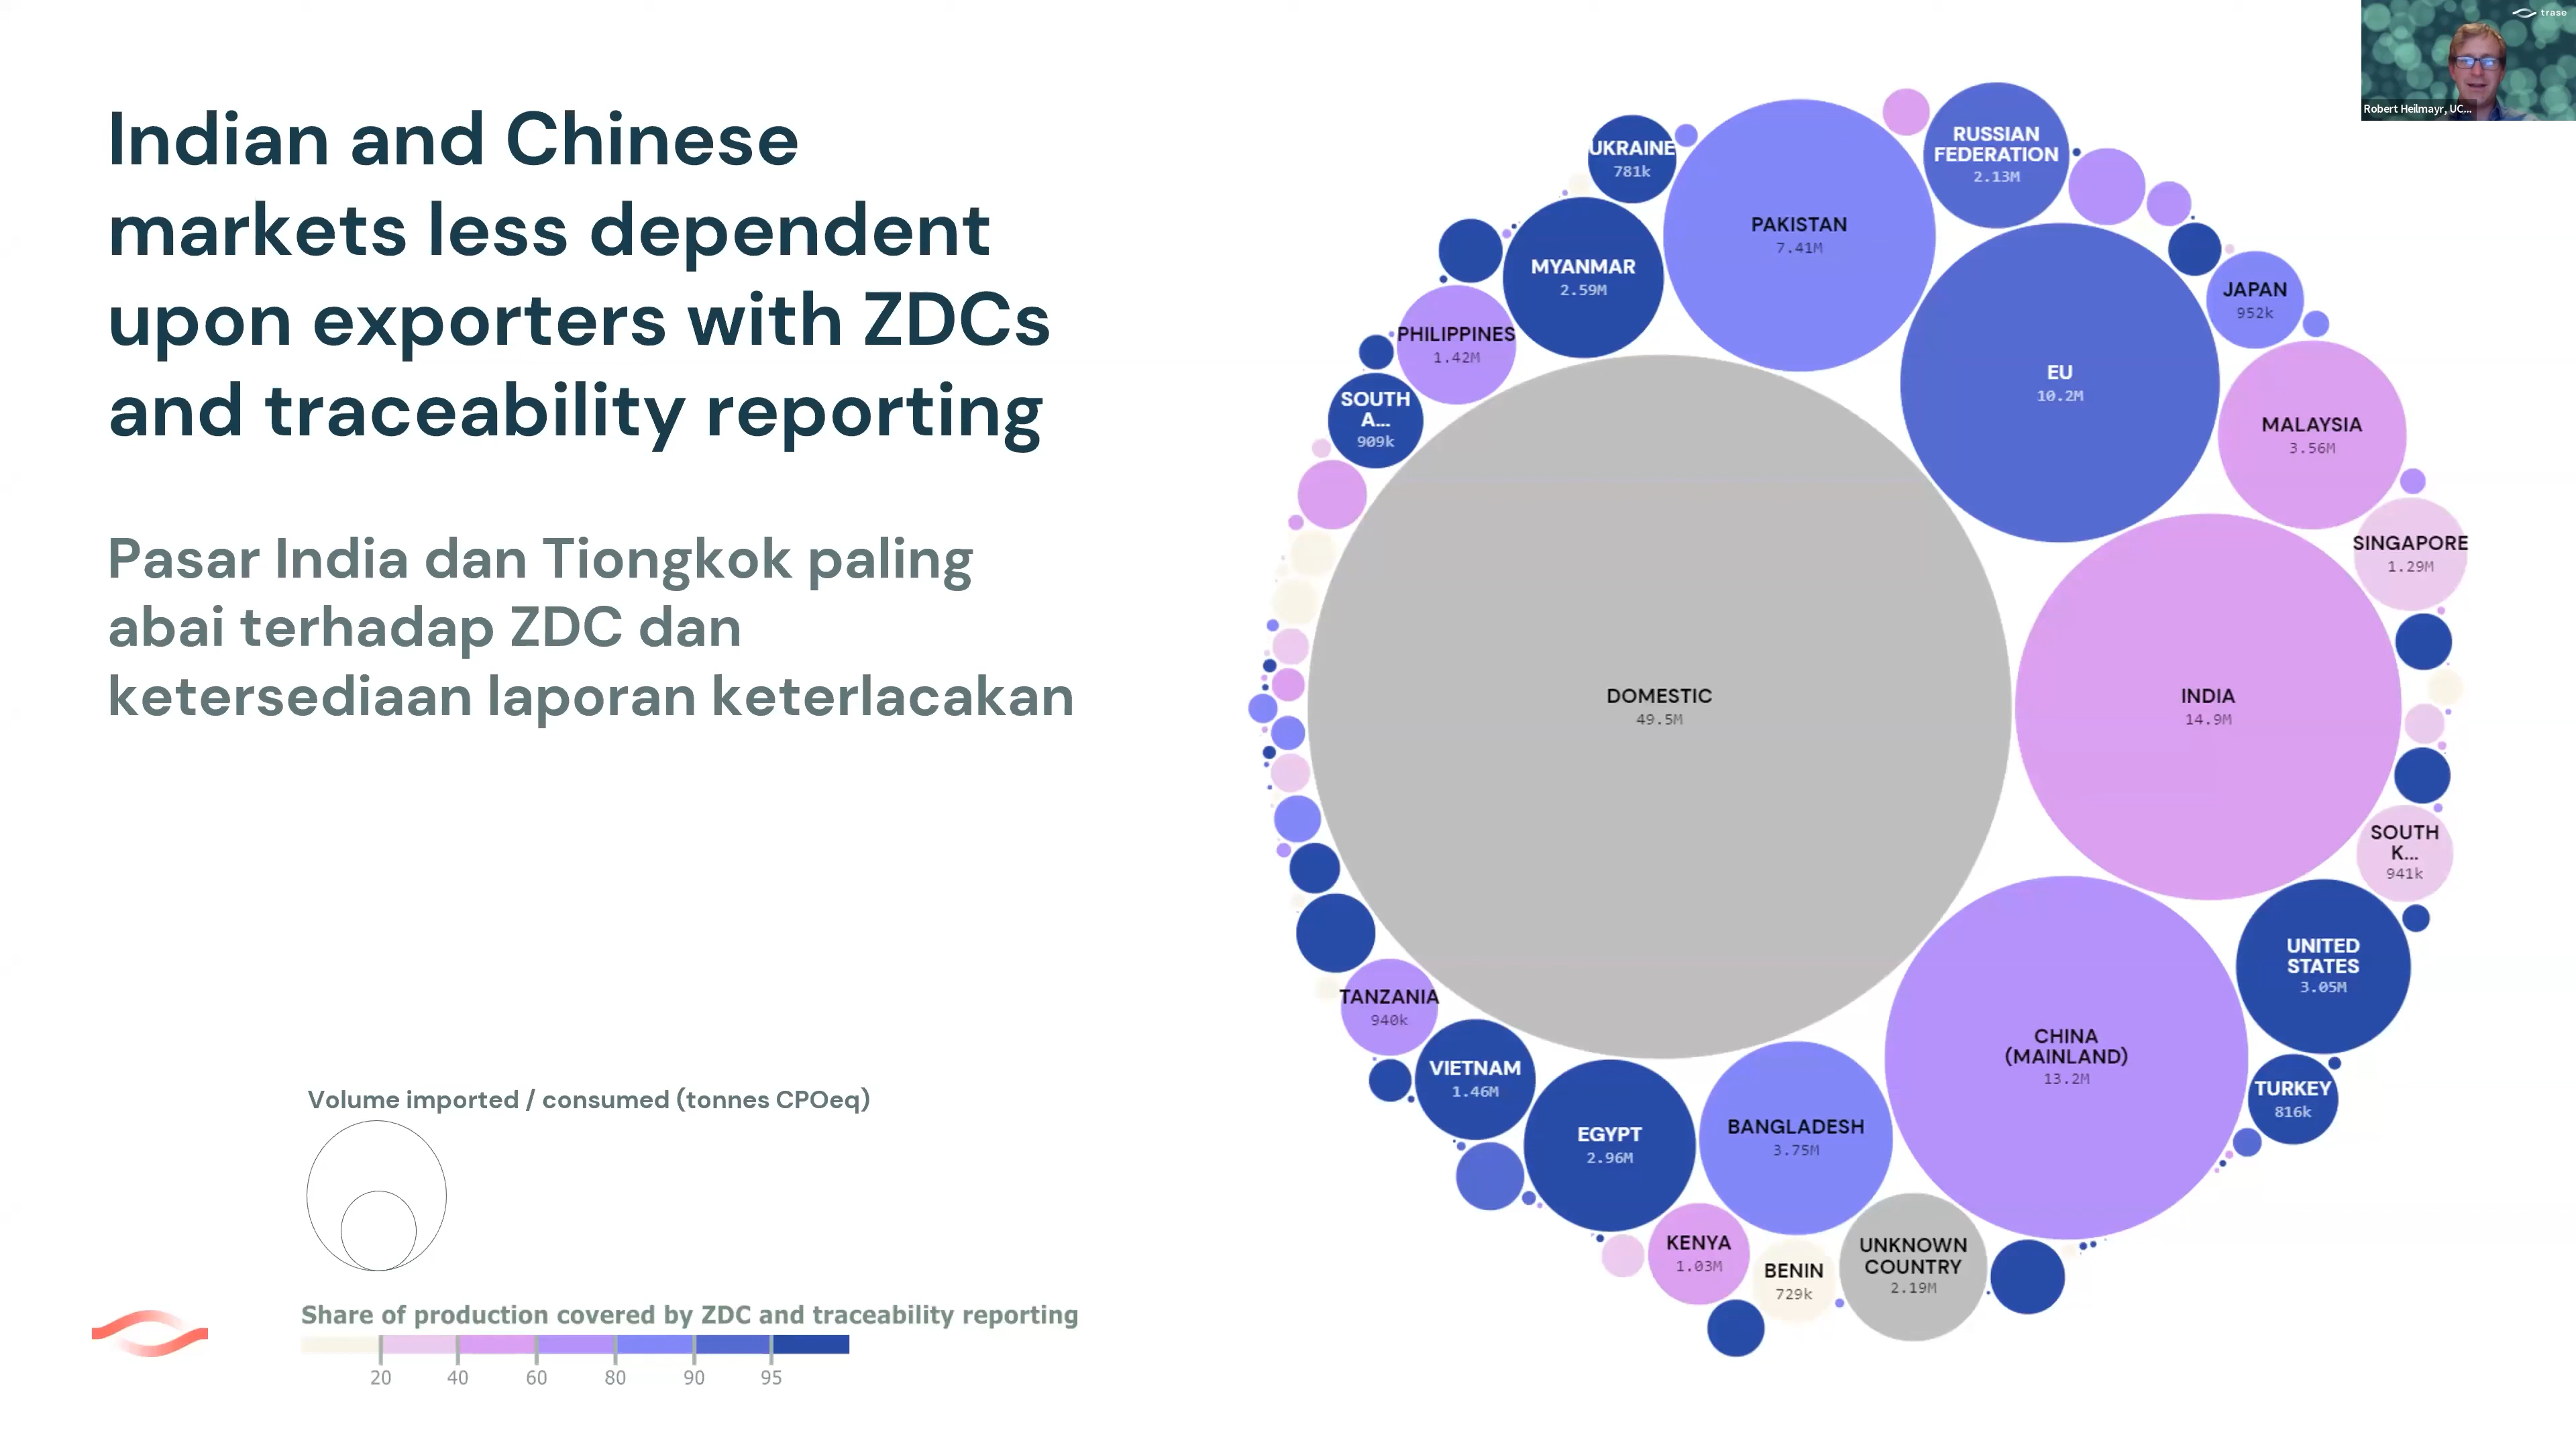 Indian and Chinese
markets less dependent
upon exporters with ZDCs
and traceability reporting
Pasar India dan Tiongkok paling
abai terhadap ZDC dan
ketersediaan laporan keterlacakan
Volume imported / consumed (tonnes CPOeq)
Share of production covered by ZDC and traceability reporting
20 40 60 80 90 95
trase
Robert Heilmayr, UC...
UKRAINE
781k
PAKISTAN
7.41M
RUSSIAN
FEDERATION
2.13M
MYANMAR
2.59M
JAPAN
952k
PHILIPPINES
1.42M
EU
10.2M
SOUTH
A...
909k
MALAYSIA
3.56M
SINGAPORE
1.29M
DOMESTIC
49.5M
INDIA
14.9M
SOUTH
K...
941k
UNITED
STATES
3.05M
TANZANIA
940k
CHINA
(MAINLAND)
13.2M
VIETNAM
1.46M
TURKEY
816k
EGYPT
2.96M
BANGLADESH
3.75M
KENYA
1.03M
BENIN
729k
UNKNOWN
COUNTRY
2.19M